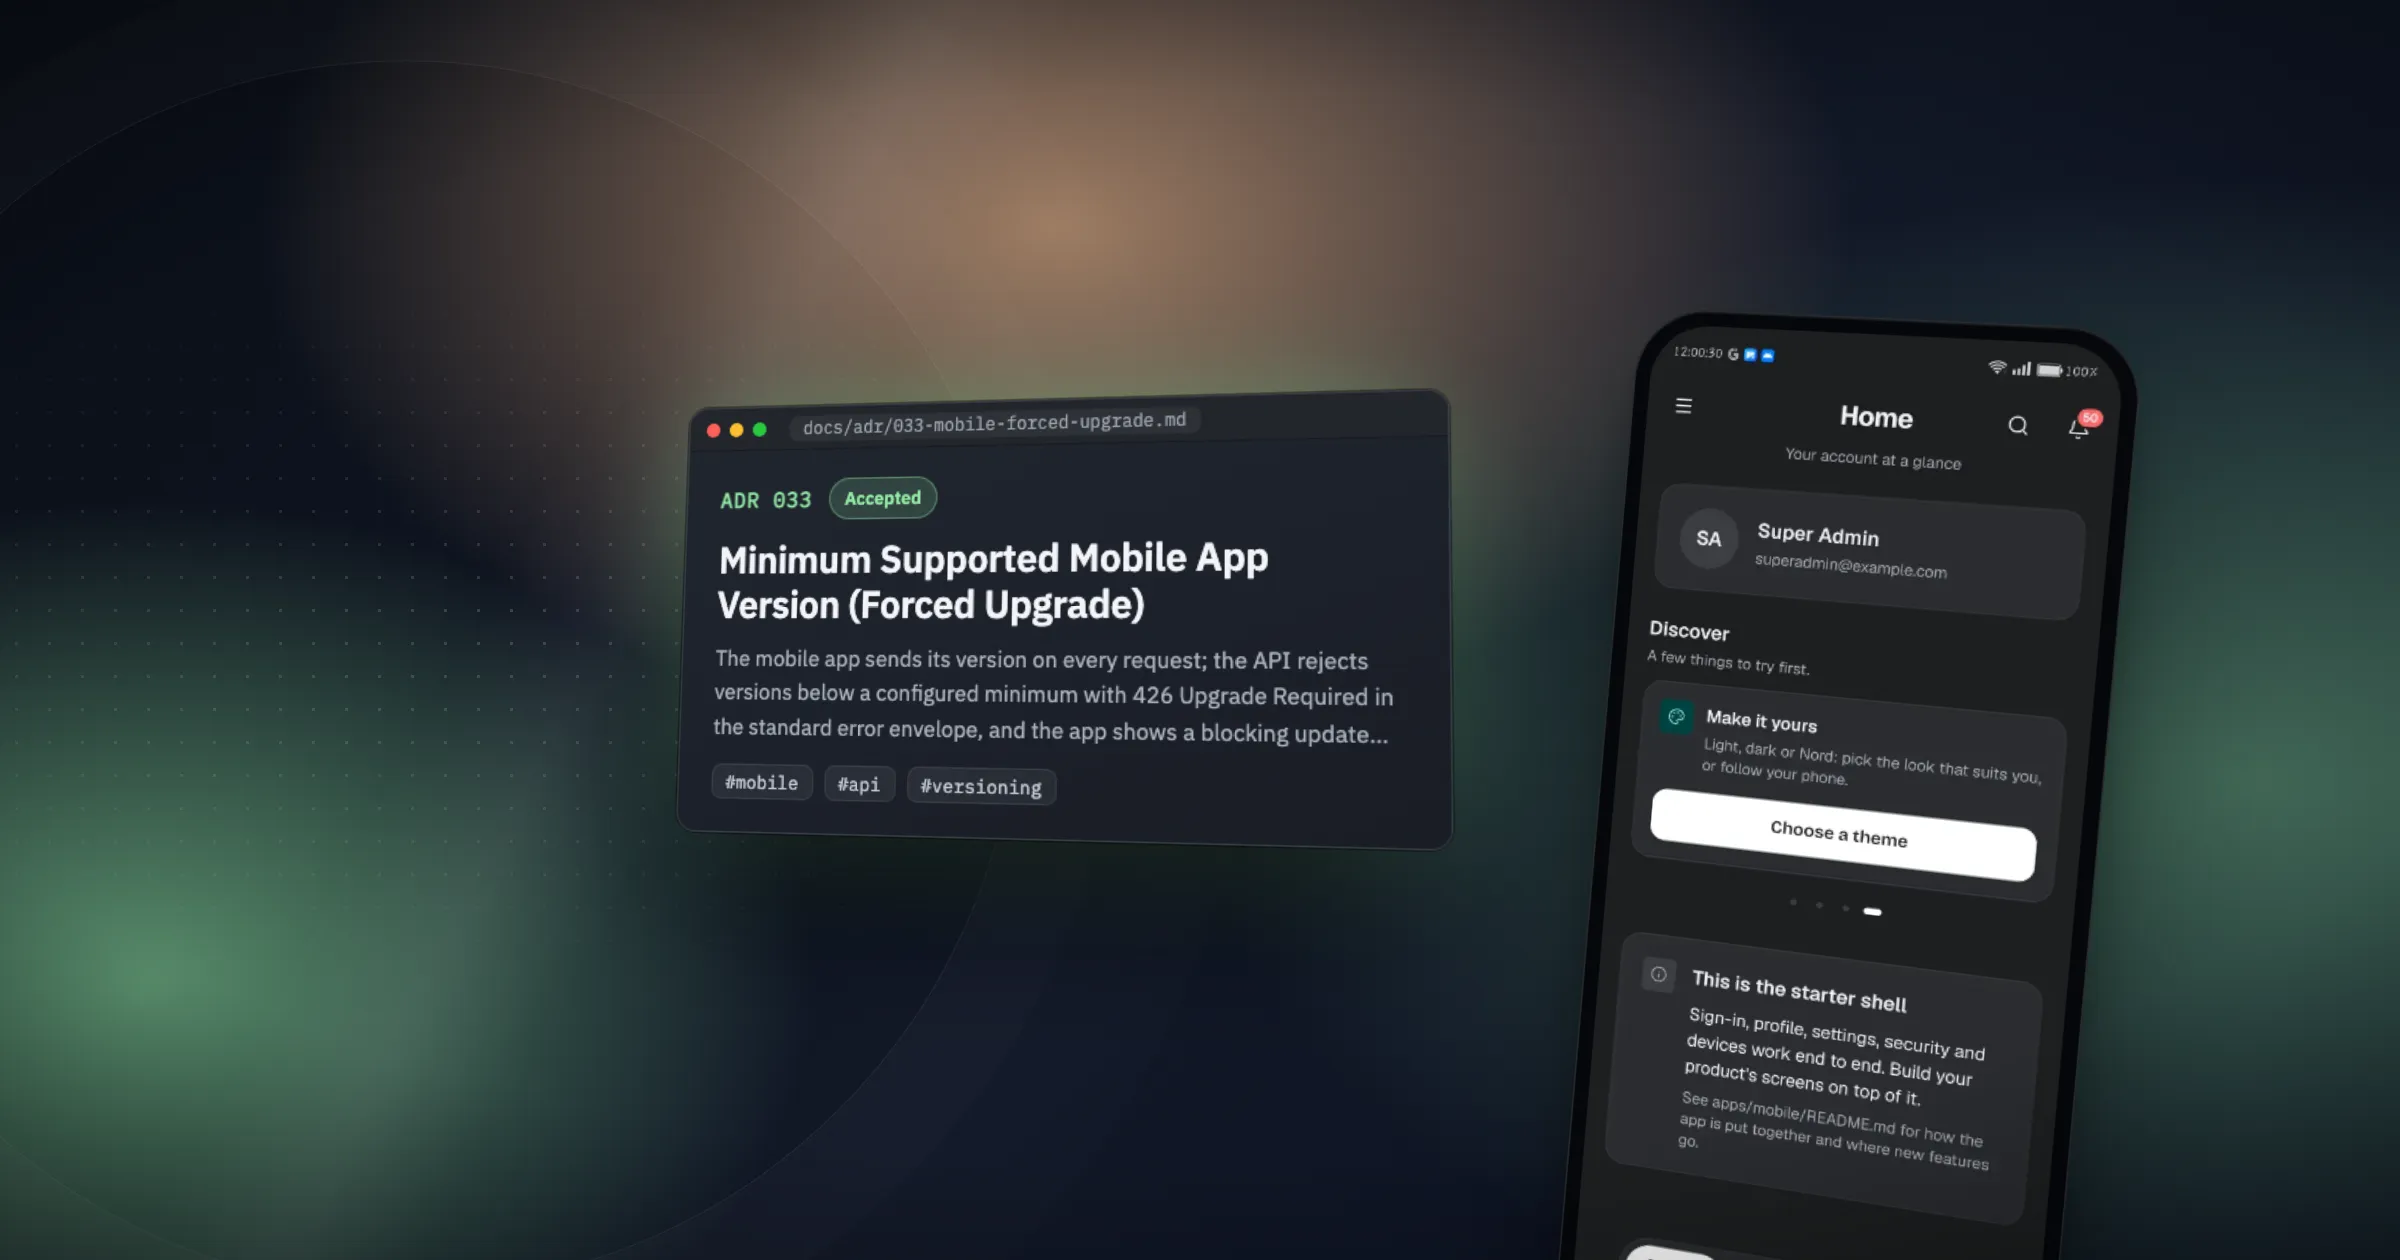 docs/adr/033-mobile-forced-upgrade.md
ADR 033 Accepted
Minimum Supported Mobile App
Version (Forced Upgrade)
The mobile app sends its version on every request; the API rejects
versions below a configured minimum with 426 Upgrade Required in
the standard error envelope, and the app shows a blocking update...
#mobile #api #versioning
12:00:30 G 100%
Home
60
Your account at a glance
SA
Super Admin
superadmin@example.com
Discover
A few things to try first.
Make it yours
Light, dark or Nord: pick the look that suits you,
or follow your phone.
Choose a theme
This is the starter shell
Sign-in, profile, settings, security and
devices work end to end. Build your
product's screens on top of it.
See apps/mobile/README.md for how the
app is put together and where new features
go.